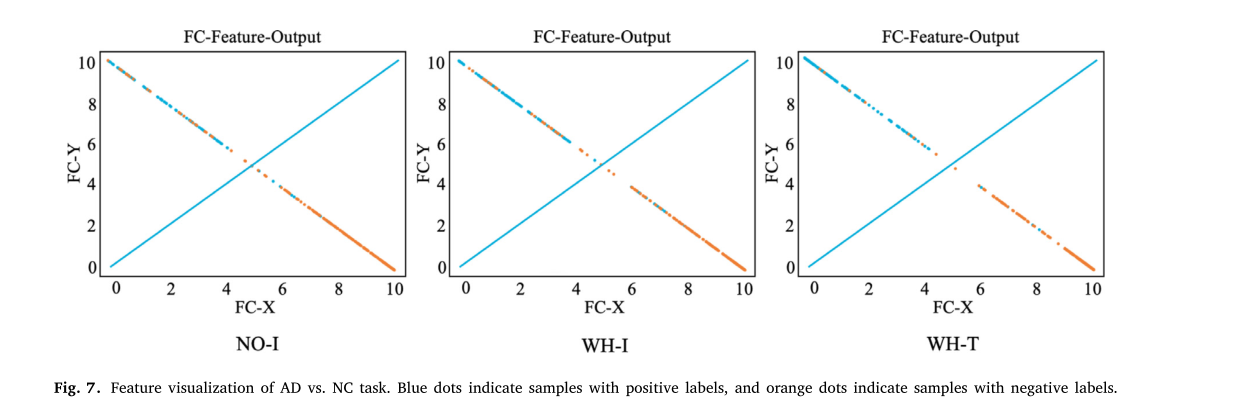 FC-Feature-Output
FC-Feature-Output
FC-Feature-Output
10
8
6
4
2
0
FC-Y
0 2 4 6 8 10
FC-X
NO-I
10
8
6
4
2
0
FC-Y
0 2 4 6 8 10
FC-X
WH-I
10
8
6
4
2
0
FC-Y
0 2 4 6 8 10
FC-X
WH-T
Fig. 7. Feature visualization of AD vs. NC task. Blue dots indicate samples with positive labels, and orange dots indicate samples with negative labels.